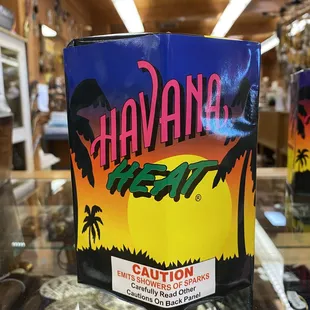 HAVANA
HEAT®
CAUTION
EMITS SHOWERS OF SPARKS
Carefully Read Other
Cautions On Back Panel